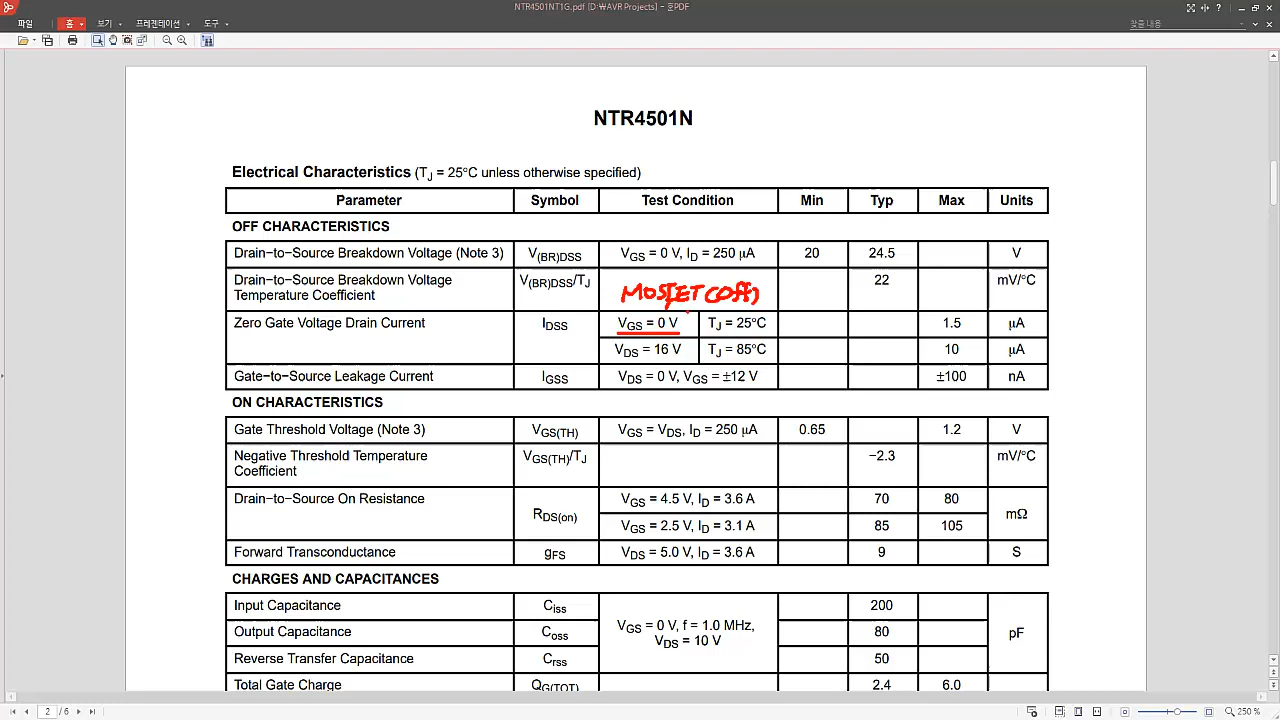 NTR4501NT1G.pdf [D:₩AVR Projects] – 문PDF
파일 홈 보기 프레젠테이션 도구 찾을 내용
NTR4501N
Electrical Characteristics (TJ = 25°C unless otherwise specified)
Parameter Symbol Test Condition Min Typ Max Units
OFF CHARACTERISTICS
Drain−to−Source Breakdown Voltage (Note 3) V(BR)DSS VGS = 0 V, ID = 250 μA 20 24.5 V
Drain−to−Source Breakdown Voltage V(BR)DSS/TJ 22 mV/°C
Temperature Coefficient
MOSFET(Off)
Zero Gate Voltage Drain Current IDSS VGS = 0 V TJ = 25°C 1.5 μA
VDS = 16 V TJ = 85°C 10 μA
Gate−to−Source Leakage Current IGSS VDS = 0 V, VGS = ±12 V ±100 nA
ON CHARACTERISTICS
Gate Threshold Voltage (Note 3) VGS(TH) VGS = VDS, ID = 250 μA 0.65 1.2 V
Negative Threshold Temperature VGS(TH)/TJ −2.3 mV/°C
Coefficient
Drain−to−Source On Resistance RDS(on) VGS = 4.5 V, ID = 3.6 A 70 80 mΩ
VGS = 2.5 V, ID = 3.1 A 85 105
Forward Transconductance gFS VDS = 5.0 V, ID = 3.6 A 9 S
CHARGES AND CAPACITANCES
Input Capacitance Ciss VGS = 0 V, f = 1.0 MHz, 200 pF
VDS = 10 V
Output Capacitance Coss 80
Reverse Transfer Capacitance Crss 50
Total Gate Charge QG(TOT) 2.4 6.0
2 / 6 250 %